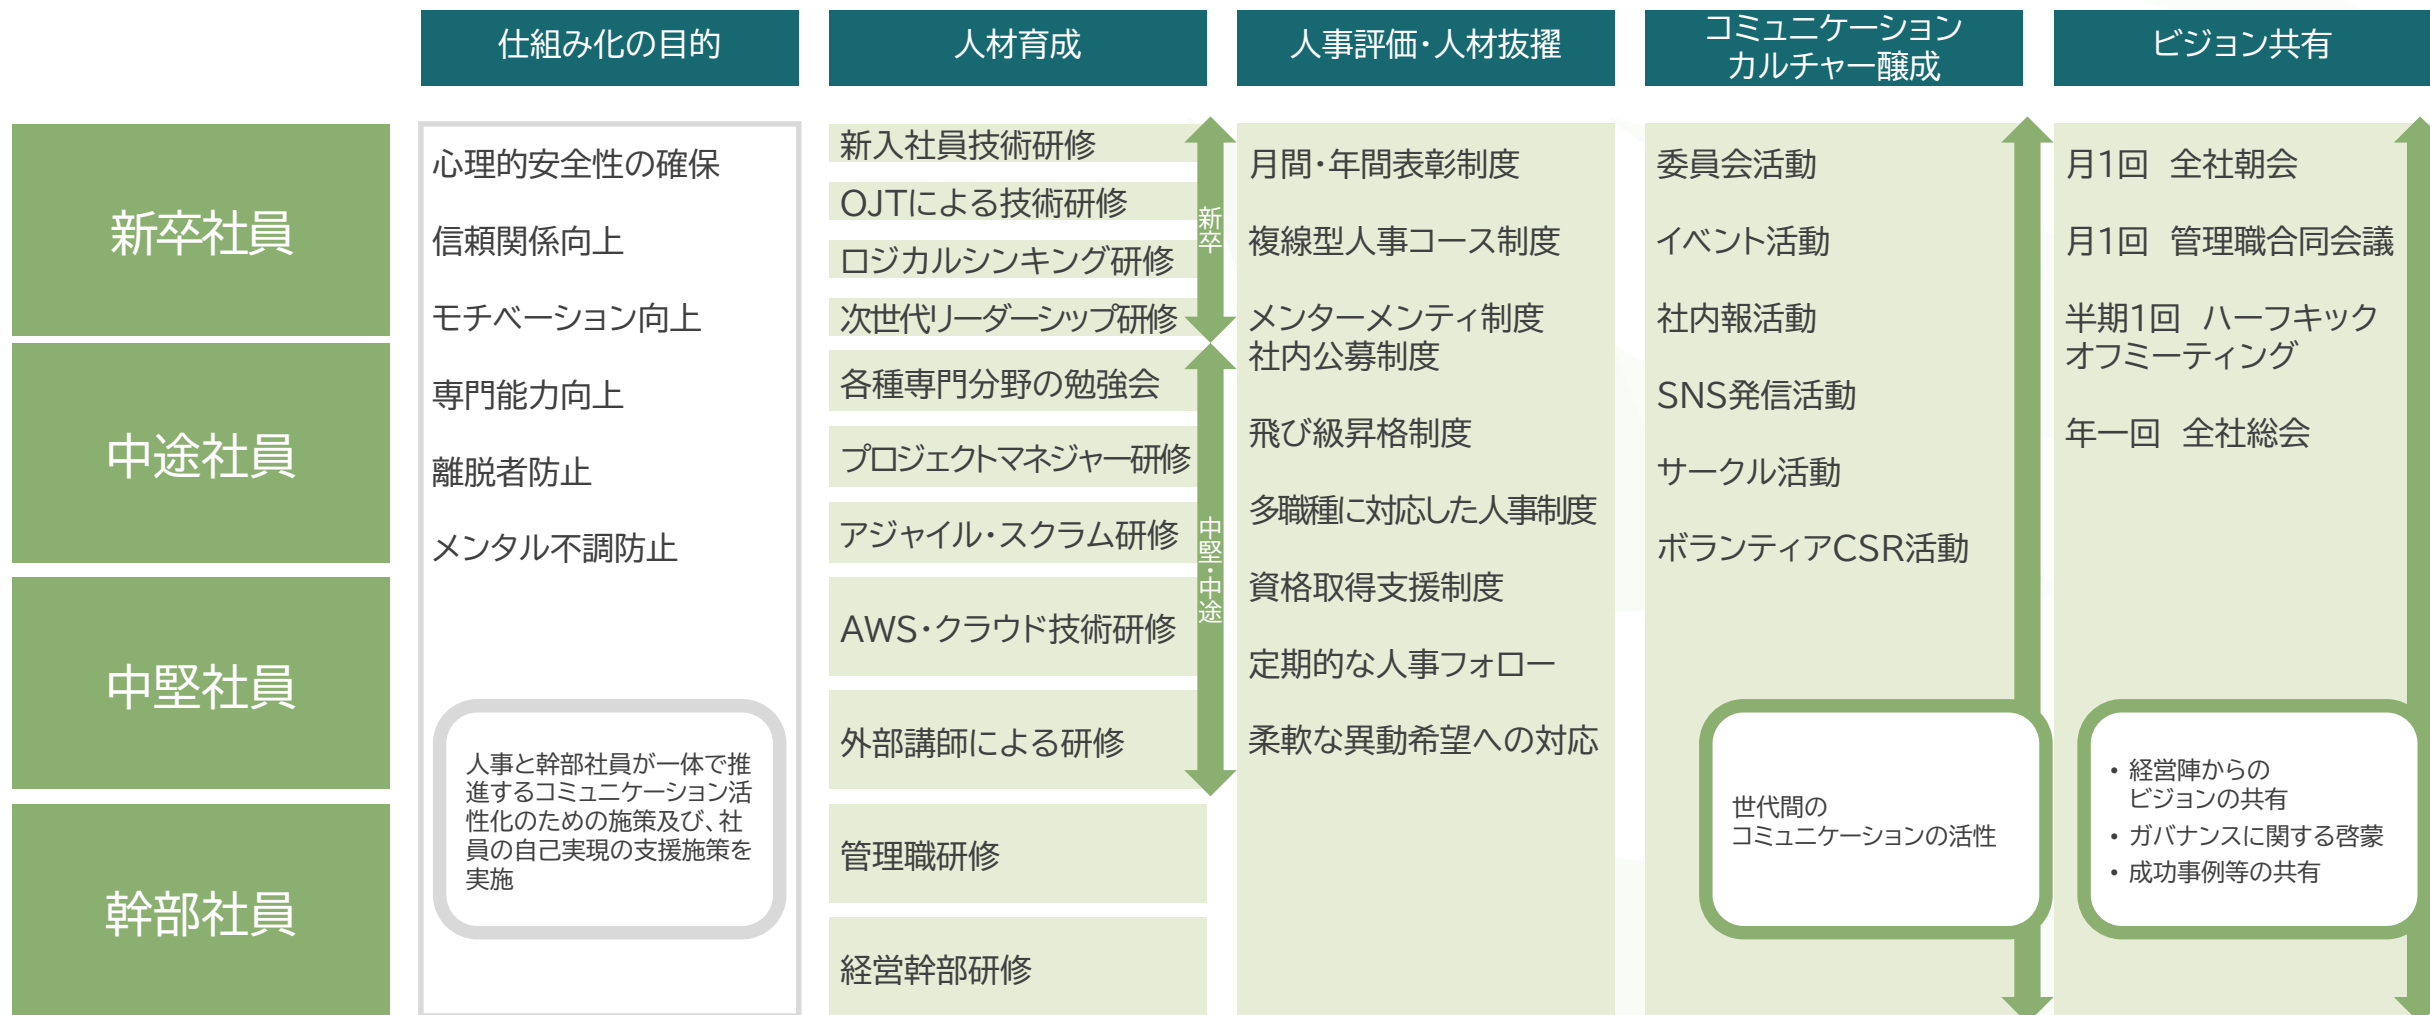 仕組み化の目的
人材育成
人事評価・人材抜擢
コミュニケーション
カルチャー醸成
ビジョン共有
新卒社員
中途社員
中堅社員
幹部社員
心理的安全性の確保
信頼関係向上
モチベーション向上
専門能力向上
離脱者防止
メンタル不調防止
人事と幹部社員が一体で推
進するコミュニケーション活
性化のための施策及び、社
員の自己実現の支援施策を
実施
新入社員技術研修
OJTによる技術研修
ロジカルシンキング研修
次世代リーダーシップ研修
各種専門分野の勉強会
プロジェクトマネジャー研修
アジャイル・スクラム研修
AWS・クラウド技術研修
外部講師による研修
管理職研修
経営幹部研修
新卒
中堅・中途
月間・年間表彰制度
複線型人事コース制度
メンターメンティ制度
社内公募制度
飛び級昇格制度
多職種に対応した人事制度
資格取得支援制度
定期的な人事フォロー
柔軟な異動希望への対応
委員会活動
イベント活動
社内報活動
SNS発信活動
サークル活動
ボランティアCSR活動
世代間の
コミュニケーションの活性
月1回　全社朝会
月1回　管理職合同会議
半期1回　ハーフキック
オフミーティング
年一回　全社総会
• 経営陣からの
ビジョンの共有
• ガバナンスに関する啓蒙
• 成功事例等の共有